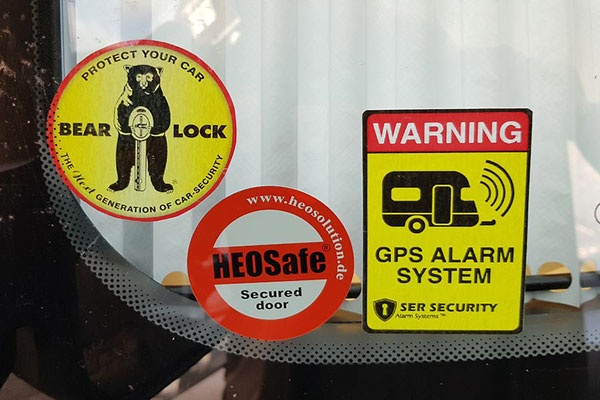 PROTECT YOUR CAR
BEAR LOCK
THE Next GENERATION OF CAR-SECURITY
www.heosolution.de
HEOSafe®
Secured
door
WARNING
GPS ALARM
SYSTEM
SER SECURITY
Alarm Systems™